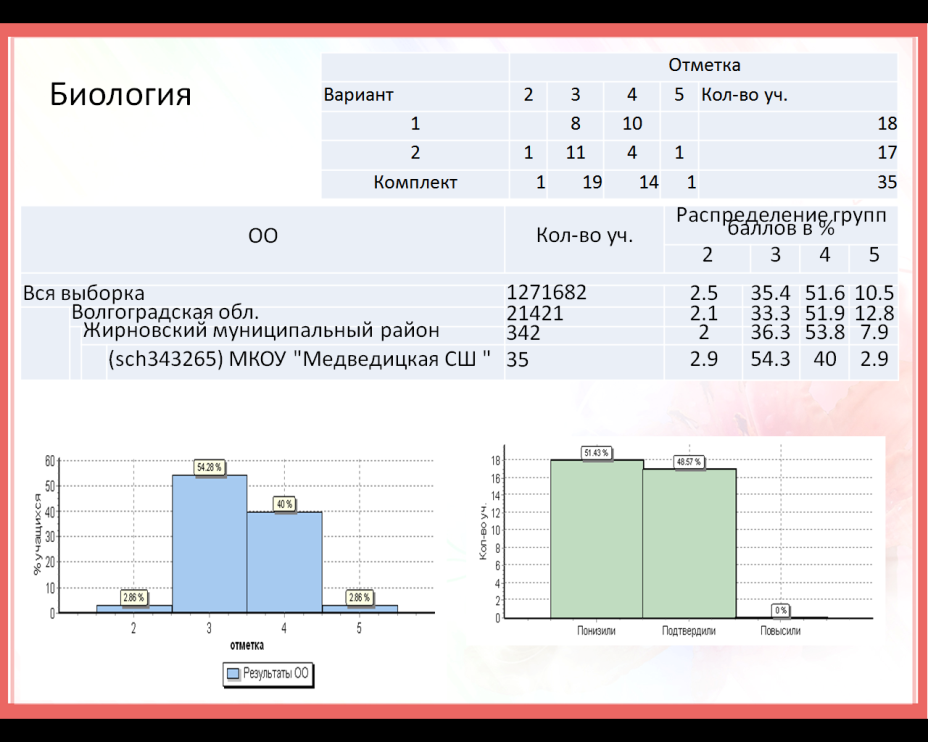 Биология
Отметка
Вариант 2 3 4 5 Кол-во уч.
1 8 10 18
2 1 11 4 1 17
Комплект 1 19 14 1 35
ОО Кол-во уч. Распределение групп баллов в %
2 3 4 5
Вся выборка 1271682 2.5 35.4 51.6 10.5
Волгоградская обл. 21421 2.1 33.3 51.9 12.8
Жирновский муниципальный район 342 2 36.3 53.8 7.9
(sch343265) МКОУ "Медведицкая СШ " 35 2.9 54.3 40 2.9
% учащихся
60
50
40
30
20
10
0
2.86 %
54.28 %
40 %
2.86 %
2 3 4 5
отметка
Результаты ОО
Кол-во уч.
18
16
14
12
10
8
6
4
2
0
51.43 %
48.57 %
0 %
Понизили Подтвердили Повысили